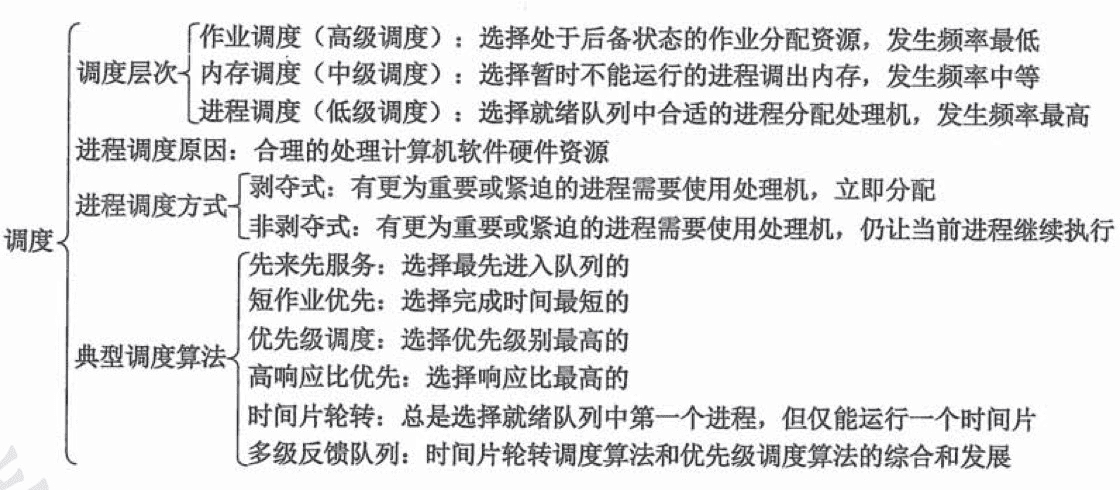 作业调度（高级调度）：选择处于后备状态的作业分配资源，发生频率最低
调度层次
内存调度（中级调度）：选择暂时不能运行的进程调出内存，发生频率中等
进程调度（低级调度）：选择就绪队列中合适的进程分配处理机，发生频率最高
进程调度原因：合理的处理计算机软件硬件资源
进程调度方式
剥夺式：有更为重要或紧迫的进程需要使用处理机，立即分配
非剥夺式：有更为重要或紧迫的进程需要使用处理机，仍让当前进程继续执行
调度
典型调度算法
先来先服务：选择最先进入队列的
短作业优先：选择完成时间最短的
优先级调度：选择优先级别最高的
高响应比优先：选择响应比最高的
时间片轮转：总是选择就绪队列中第一个进程，但仅能运行一个时间片
多级反馈队列：时间片轮转调度算法和优先级调度算法的综合和发展